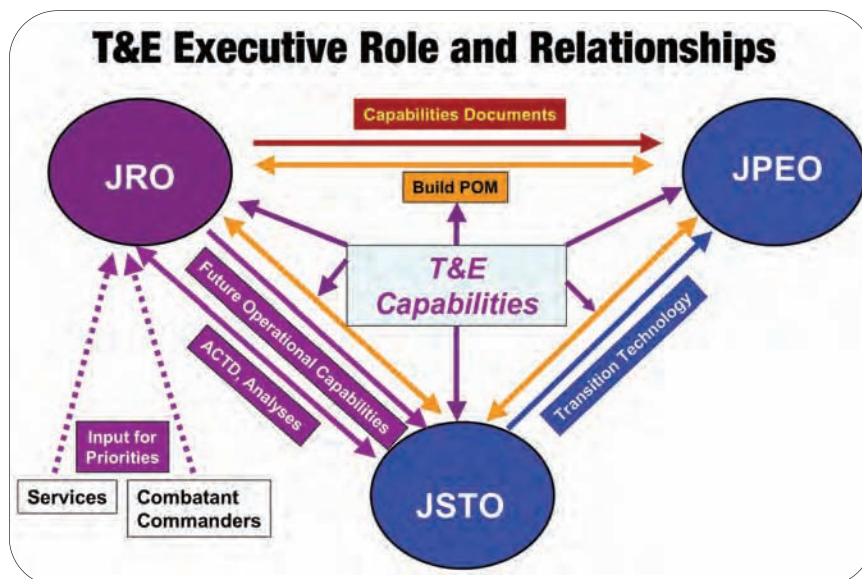 T&E Executive Role and Relationships
Capabilities Documents
JRO
JPEO
Build POM
T&E
Capabilities
Future Operational Capabilities
ACTD, Analyses
Transition Technology
Input for
Priorities
Services
Combatant
Commanders
JSTO